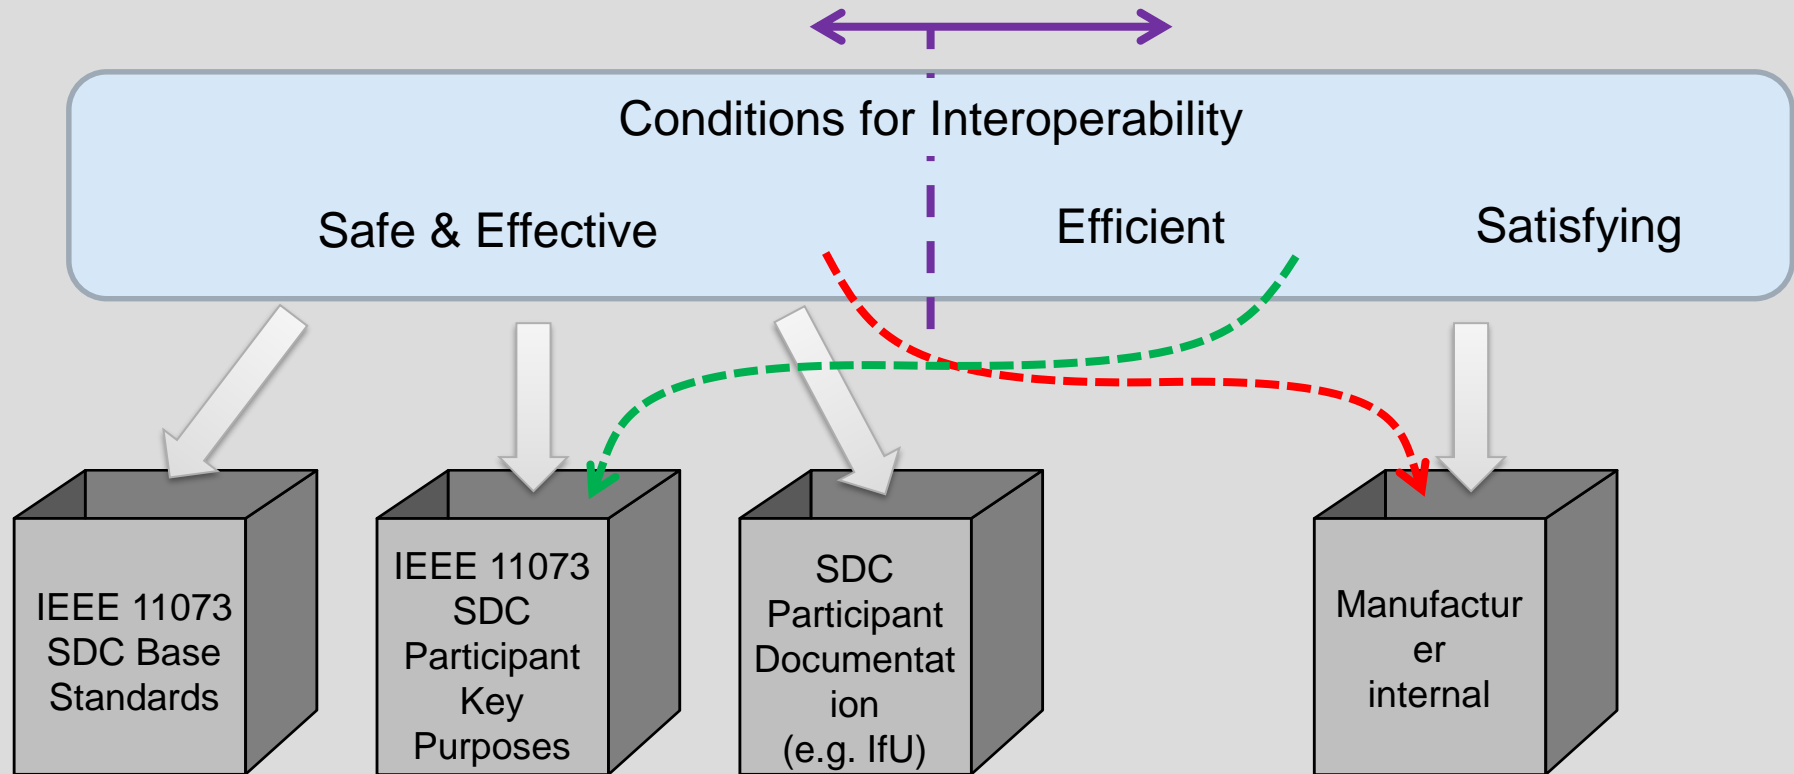 Conditions for Interoperability
Safe & Effective
Efficient
Satisfying
IEEE 11073
SDC Base
Standards
IEEE 11073
SDC
Participant
Key
Purposes
SDC
Participant
Documentat
ion
(e.g. IfU)
Manufactur
er
internal